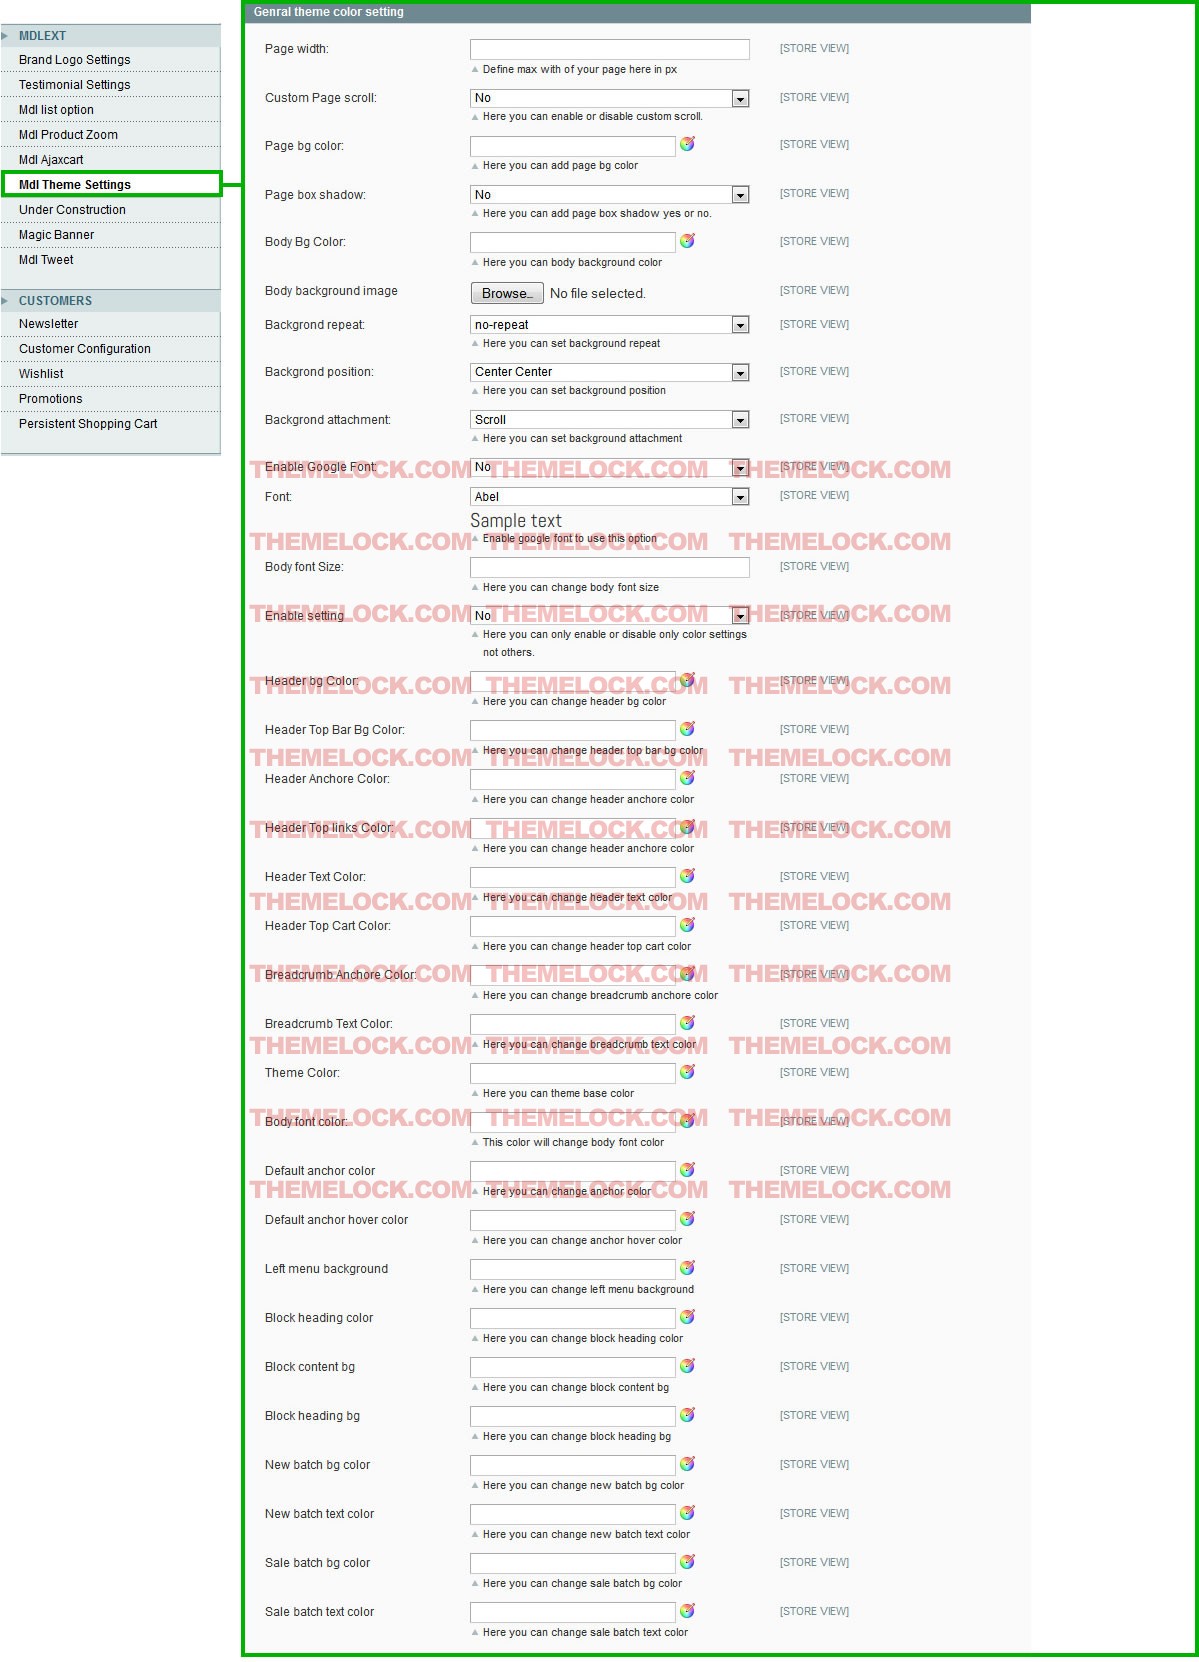 MDLEXT
Brand Logo Settings
Testimonial Settings
Mdl list option
Mdl Product Zoom
Mdl Ajaxcart
Mdl Theme Settings
Under Construction
Magic Banner
Mdl Tweet
CUSTOMERS
Newsletter
Customer Configuration
Wishlist
Promotions
Persistent Shopping Cart
Genral theme color setting
Page width: [STORE VIEW]
Define max with of your page here in px
Custom Page scroll: No [STORE VIEW]
Here you can enable or disable custom scroll.
Page bg color: [STORE VIEW]
Here you can add page bg color
Page box shadow: No [STORE VIEW]
Here you can add page box shadow yes or no.
Body Bg Color: [STORE VIEW]
Here you can body background color
Body background image Browse... No file selected. [STORE VIEW]
Backgrond repeat: no-repeat [STORE VIEW]
Here you can set background repeat
Backgrond position: Center Center [STORE VIEW]
Here you can set background position
Backgrond attachment: Scroll [STORE VIEW]
Here you can set background attachment
Enable Google Font: No [STORE VIEW]
THEMELOCK.COM THEMELOCK.COM THEMELOCK.COM
Font: Abel [STORE VIEW]
Sample text
Enable google font to use this option
THEMELOCK.COM THEMELOCK.COM THEMELOCK.COM
Body font Size: [STORE VIEW]
Here you can change body font size
Enable setting No [STORE VIEW]
THEMELOCK.COM THEMELOCK.COM THEMELOCK.COM
Here you can only enable or disable only color settings
not others.
Header bg Color: [STORE VIEW]
THEMELOCK.COM THEMELOCK.COM THEMELOCK.COM
Here you can change header bg color
Header Top Bar Bg Color: [STORE VIEW]
Here you can change header top bar bg color
THEMELOCK.COM THEMELOCK.COM THEMELOCK.COM
Header Anchore Color: [STORE VIEW]
Here you can change header anchore color
Header Top links Color: [STORE VIEW]
THEMELOCK.COM THEMELOCK.COM THEMELOCK.COM
Here you can change header anchore color
Header Text Color: [STORE VIEW]
Here you can change header text color
THEMELOCK.COM THEMELOCK.COM THEMELOCK.COM
Header Top Cart Color: [STORE VIEW]
Here you can change header top cart color
Breadcrumb Anchore Color: [STORE VIEW]
THEMELOCK.COM THEMELOCK.COM THEMELOCK.COM
Here you can change breadcrumb anchore color
Breadcrumb Text Color: [STORE VIEW]
Here you can change breadcrumb text color
THEMELOCK.COM THEMELOCK.COM THEMELOCK.COM
Theme Color: [STORE VIEW]
Here you can theme base color
Body font color: [STORE VIEW]
THEMELOCK.COM THEMELOCK.COM THEMELOCK.COM
This color will change body font color
Default anchor color [STORE VIEW]
Here you can change anchor color
THEMELOCK.COM THEMELOCK.COM THEMELOCK.COM
Default anchor hover color [STORE VIEW]
Here you can change anchor hover color
Left menu background [STORE VIEW]
Here you can change left menu background
Block heading color [STORE VIEW]
Here you can change block heading color
Block content bg [STORE VIEW]
Here you can change block content bg
Block heading bg [STORE VIEW]
Here you can change block heading bg
New batch bg color [STORE VIEW]
Here you can change new batch bg color
New batch text color [STORE VIEW]
Here you can change new batch text color
Sale batch bg color [STORE VIEW]
Here you can change sale batch bg color
Sale batch text color [STORE VIEW]
Here you can change sale batch text color